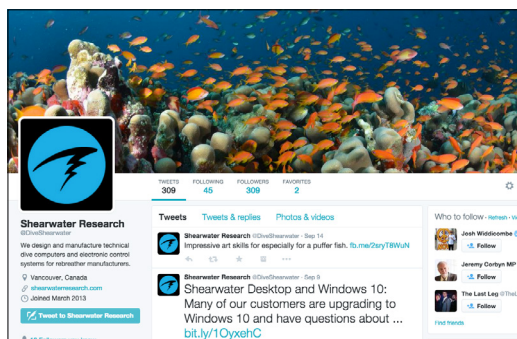 TWEETS FOLLOWING FOLLOWERS FAVORITES
309 45 309 2
Shearwater Research
@DiveShearwater
We design and manufacture technical
dive computers and electronic control
systems for rebreather manufacturers.
Vancouver, Canada
shearwaterresearch.com
Joined March 2013
Tweet to Shearwater Research
Tweets Tweets & replies Photos & videos
Shearwater Research @DiveShearwater · Sep 14
Impressive art skills for especially for a puffer fish. fb.me/2sryT8WuN
Shearwater Research @DiveShearwater · Sep 9
Shearwater Desktop and Windows 10:
Many of our customers are upgrading to
Windows 10 and have questions about ...
bit.ly/1OyxehC
Who to follow · Refresh ·
Josh Widdicombe
Follow
Jeremy Corbyn MP
Follow
The Last Leg @TheL
Follow
Find friends